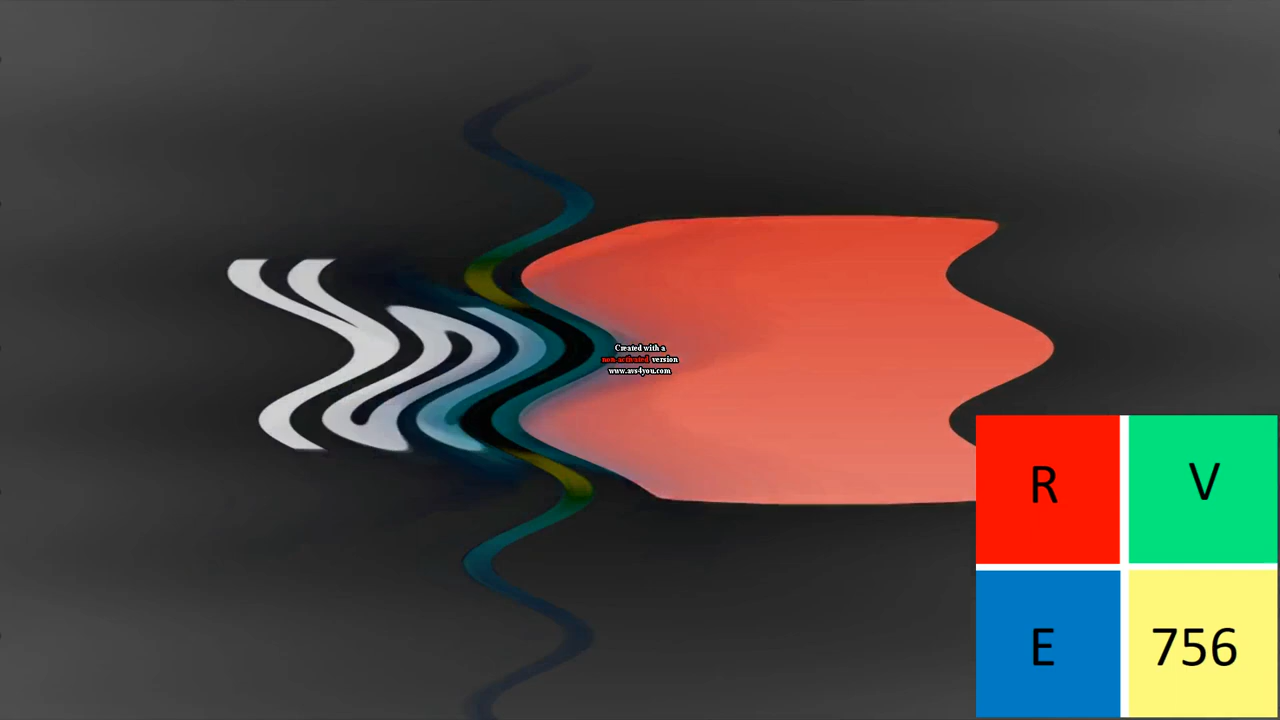 Created with a
non-activated version
www.avs4you.com
R V
E 756